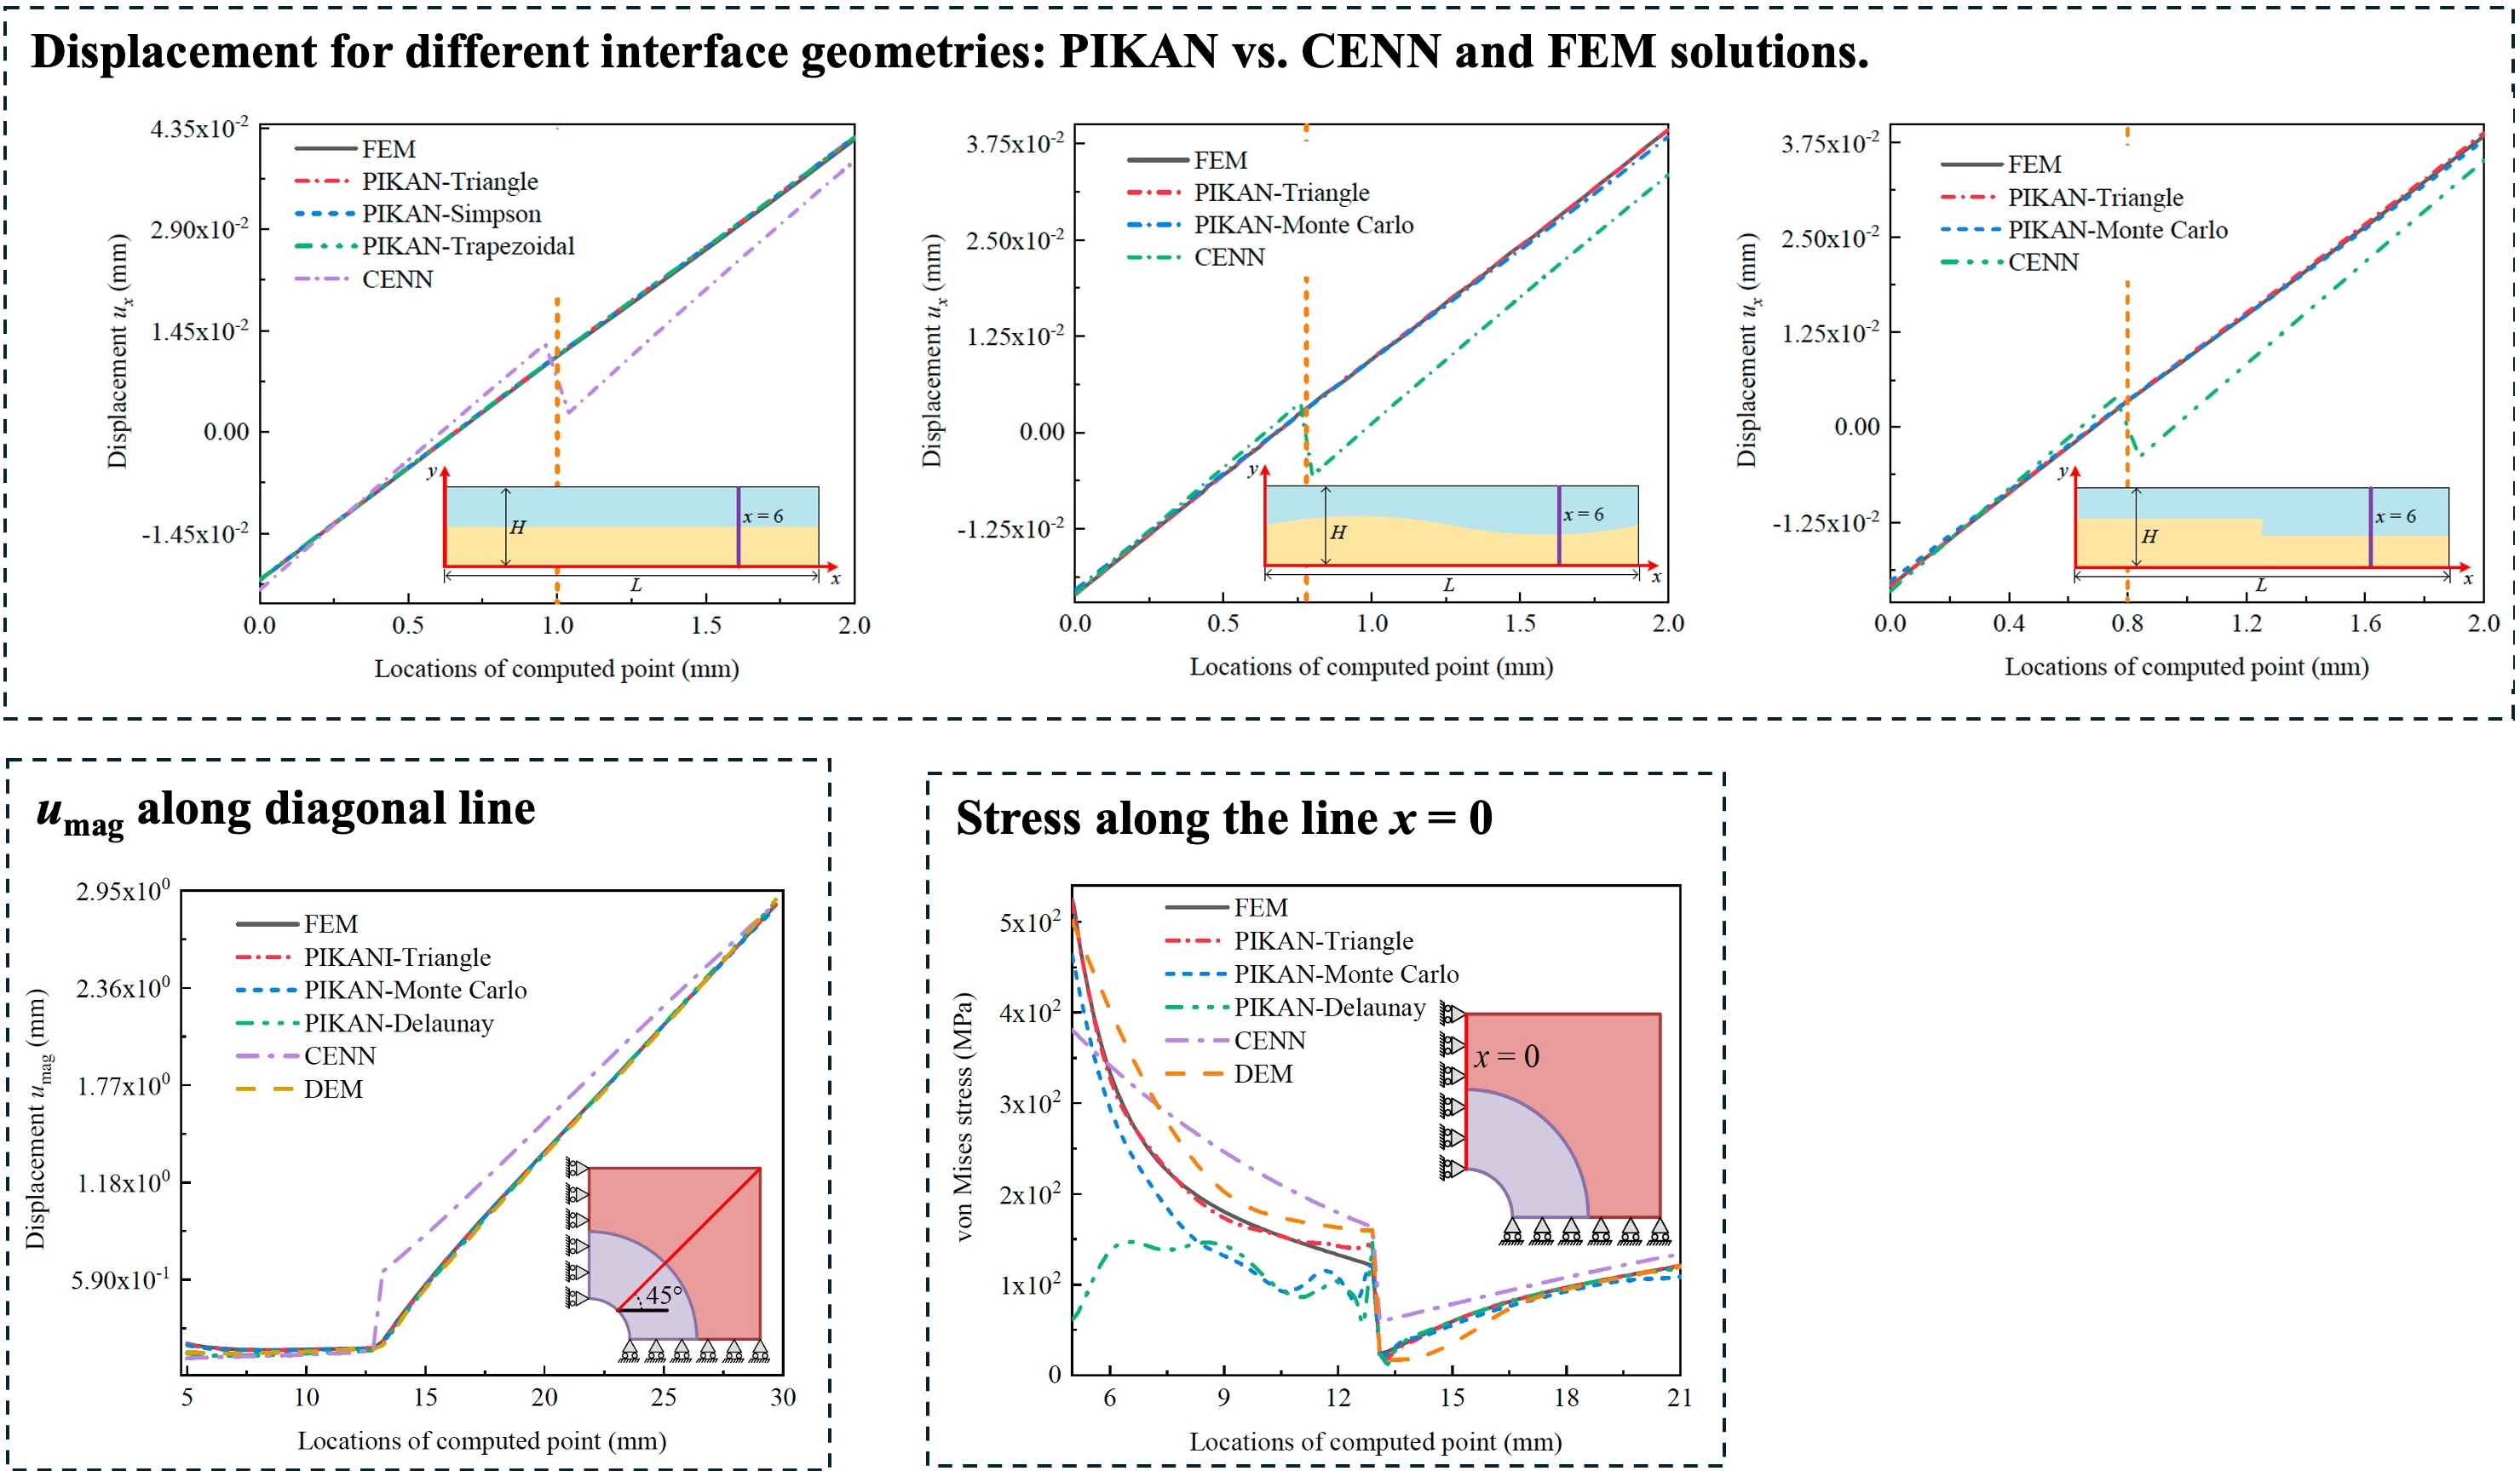 Displacement for different interface geometries: PIKAN vs. CENN and FEM solutions.
4.35x10⁻²
2.90x10⁻²
1.45x10⁻²
0.00
-1.45x10⁻²
Displacement uₓ (mm)
FEM
PIKAN-Triangle
PIKAN-Simpson
PIKAN-Trapezoidal
CENN
y
H
x = 6
L
x
0.0 0.5 1.0 1.5 2.0
Locations of computed point (mm)
3.75x10⁻²
2.50x10⁻²
1.25x10⁻²
0.00
-1.25x10⁻²
Displacement uₓ (mm)
FEM
PIKAN-Triangle
PIKAN-Monte Carlo
CENN
y
H
x = 6
L
x
0.0 0.5 1.0 1.5 2.0
Locations of computed point (mm)
3.75x10⁻²
2.50x10⁻²
1.25x10⁻²
0.00
-1.25x10⁻²
Displacement uₓ (mm)
FEM
PIKAN-Triangle
PIKAN-Monte Carlo
CENN
y
H
x = 6
L
x
0.0 0.4 0.8 1.2 1.6 2.0
Locations of computed point (mm)
u_mag along diagonal line
2.95x10⁰
2.36x10⁰
1.77x10⁰
1.18x10⁰
5.90x10⁻¹
Displacement u_mag (mm)
FEM
PIKANI-Triangle
PIKAN-Monte Carlo
PIKAN-Delaunay
CENN
DEM
45°
5 10 15 20 25 30
Locations of computed point (mm)
Stress along the line x = 0
5x10²
4x10²
3x10²
2x10²
1x10²
0
von Mises stress (MPa)
FEM
PIKAN-Triangle
PIKAN-Monte Carlo
PIKAN-Delaunay
CENN
DEM
x = 0
6 9 12 15 18 21
Locations of computed point (mm)